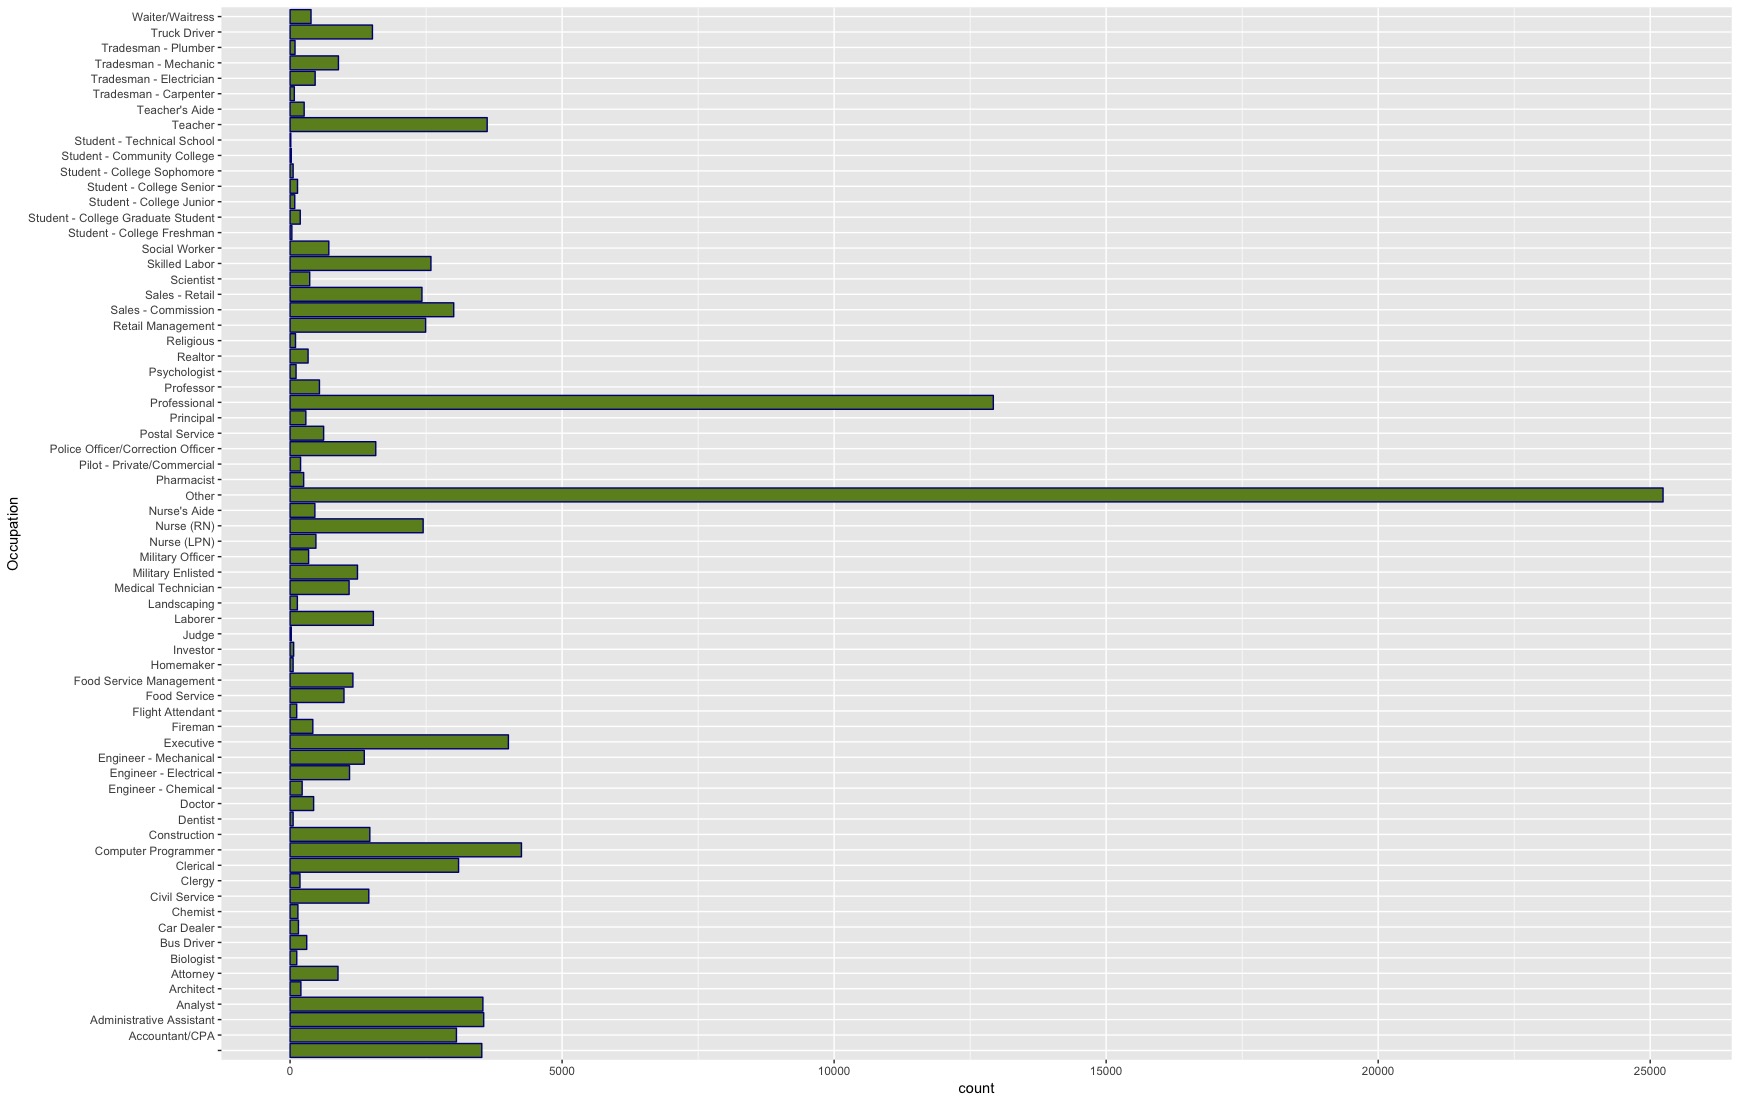 Waiter/Waitress
Truck Driver
Tradesman - Plumber
Tradesman - Mechanic
Tradesman - Electrician
Tradesman - Carpenter
Teacher's Aide
Teacher
Student - Technical School
Student - Community College
Student - College Sophomore
Student - College Senior
Student - College Junior
Student - College Graduate Student
Student - College Freshman
Social Worker
Skilled Labor
Scientist
Sales - Retail
Sales - Commission
Retail Management
Religious
Realtor
Psychologist
Professor
Professional
Principal
Postal Service
Police Officer/Correction Officer
Pilot - Private/Commercial
Pharmacist
Other
Nurse's Aide
Nurse (RN)
Nurse (LPN)
Military Officer
Military Enlisted
Medical Technician
Landscaping
Laborer
Judge
Investor
Homemaker
Food Service Management
Food Service
Flight Attendant
Fireman
Executive
Engineer - Mechanical
Engineer - Electrical
Engineer - Chemical
Doctor
Dentist
Construction
Computer Programmer
Clerical
Clergy
Civil Service
Chemist
Car Dealer
Bus Driver
Biologist
Attorney
Architect
Analyst
Administrative Assistant
Accountant/CPA
Occupation
0 5000 10000 15000 20000 25000
count